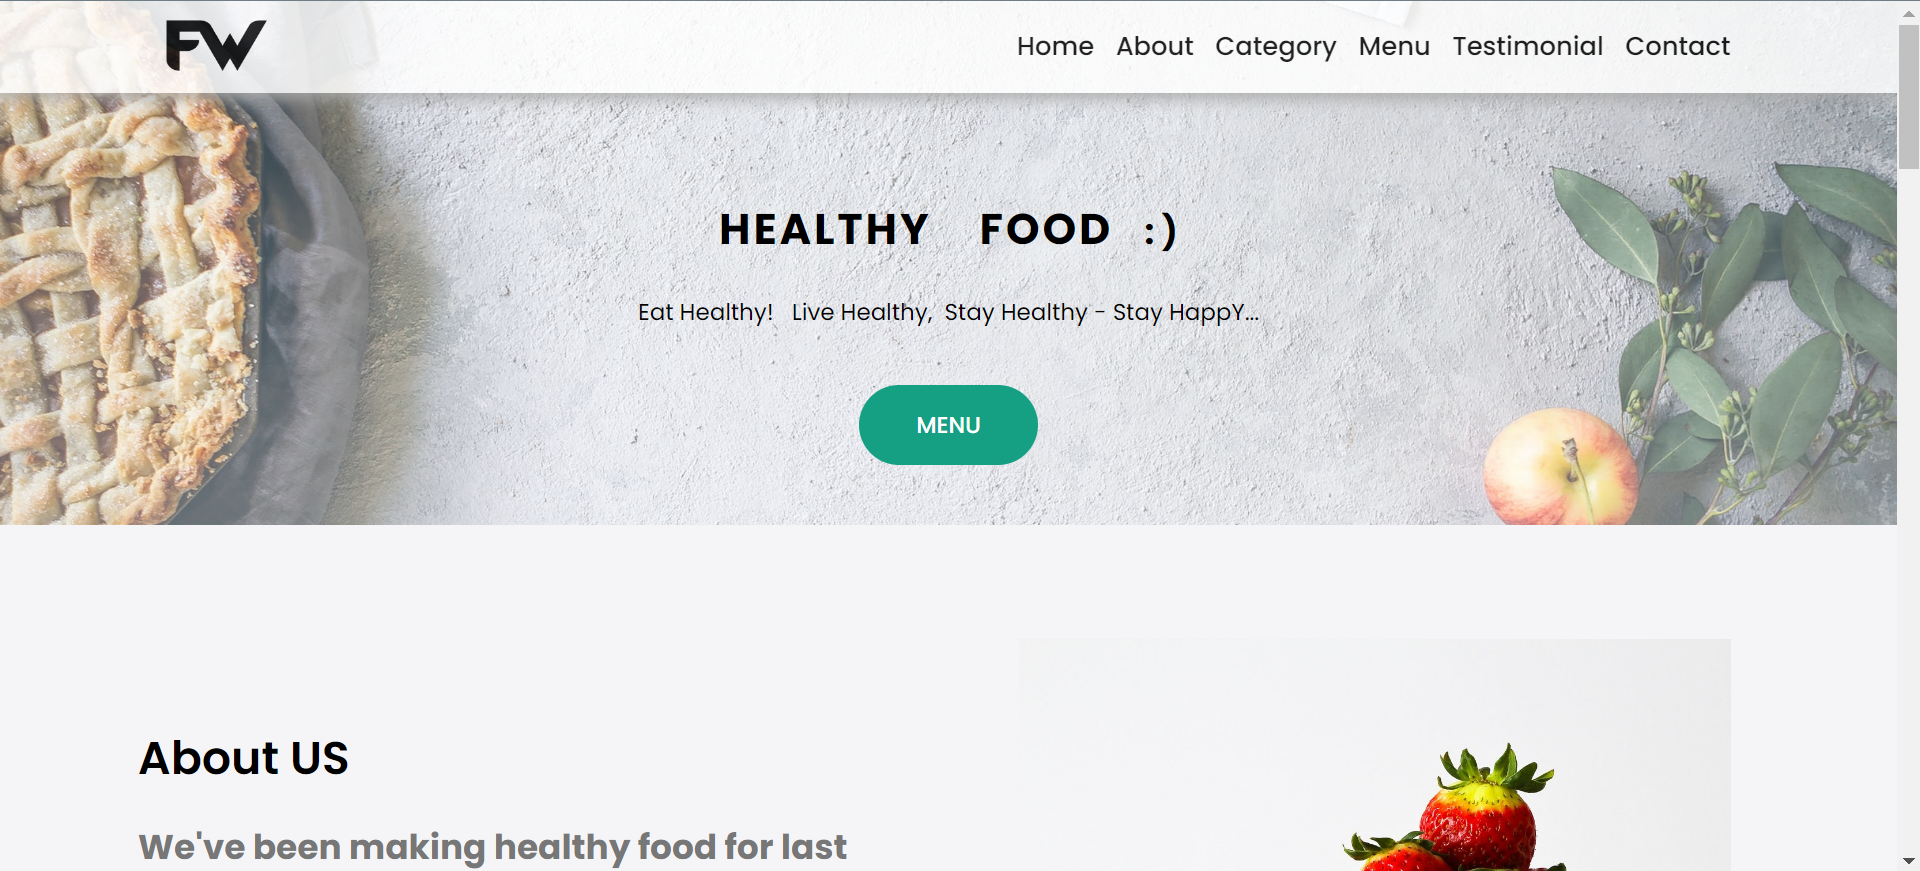 FW
Home About Category Menu Testimonial Contact
HEALTHY FOOD :)
Eat Healthy! Live Healthy, Stay Healthy - Stay HappY...
MENU
About US
We've been making healthy food for last